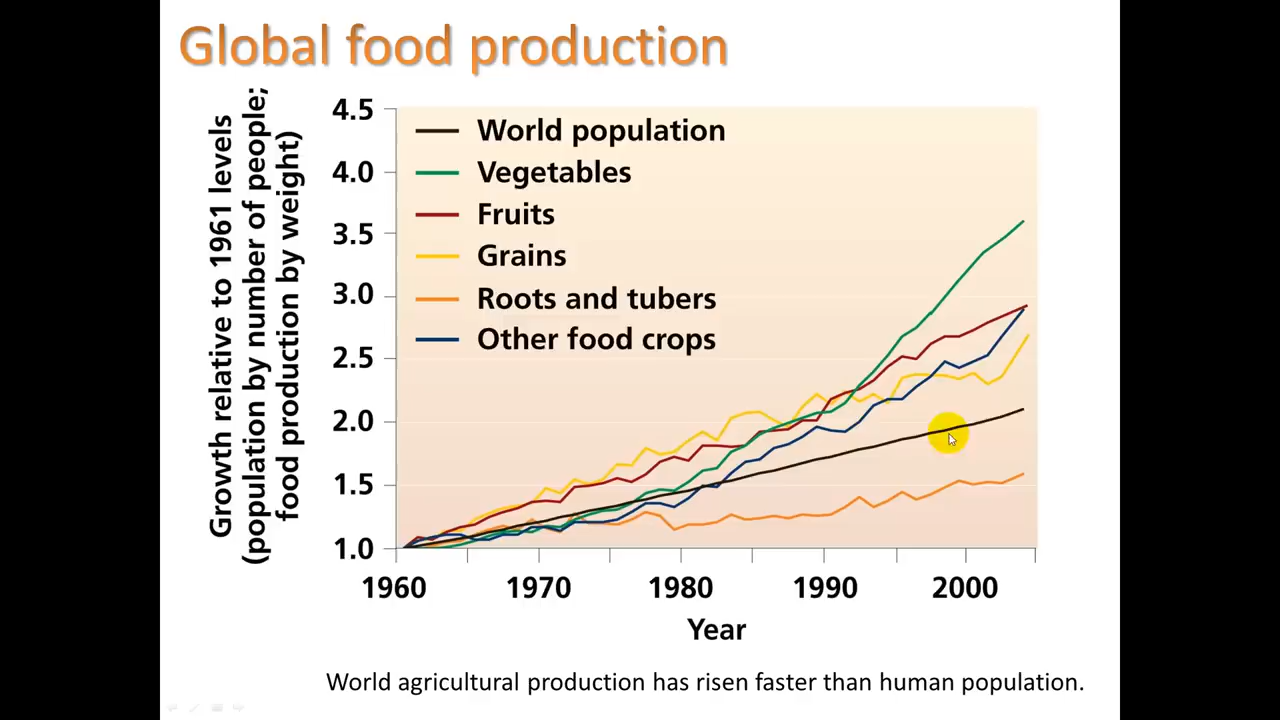 Global food production
Growth relative to 1961 levels
(population by number of people;
food production by weight)
4.5
4.0
3.5
3.0
2.5
2.0
1.5
1.0
World population
Vegetables
Fruits
Grains
Roots and tubers
Other food crops
1960 1970 1980 1990 2000
Year
World agricultural production has risen faster than human population.